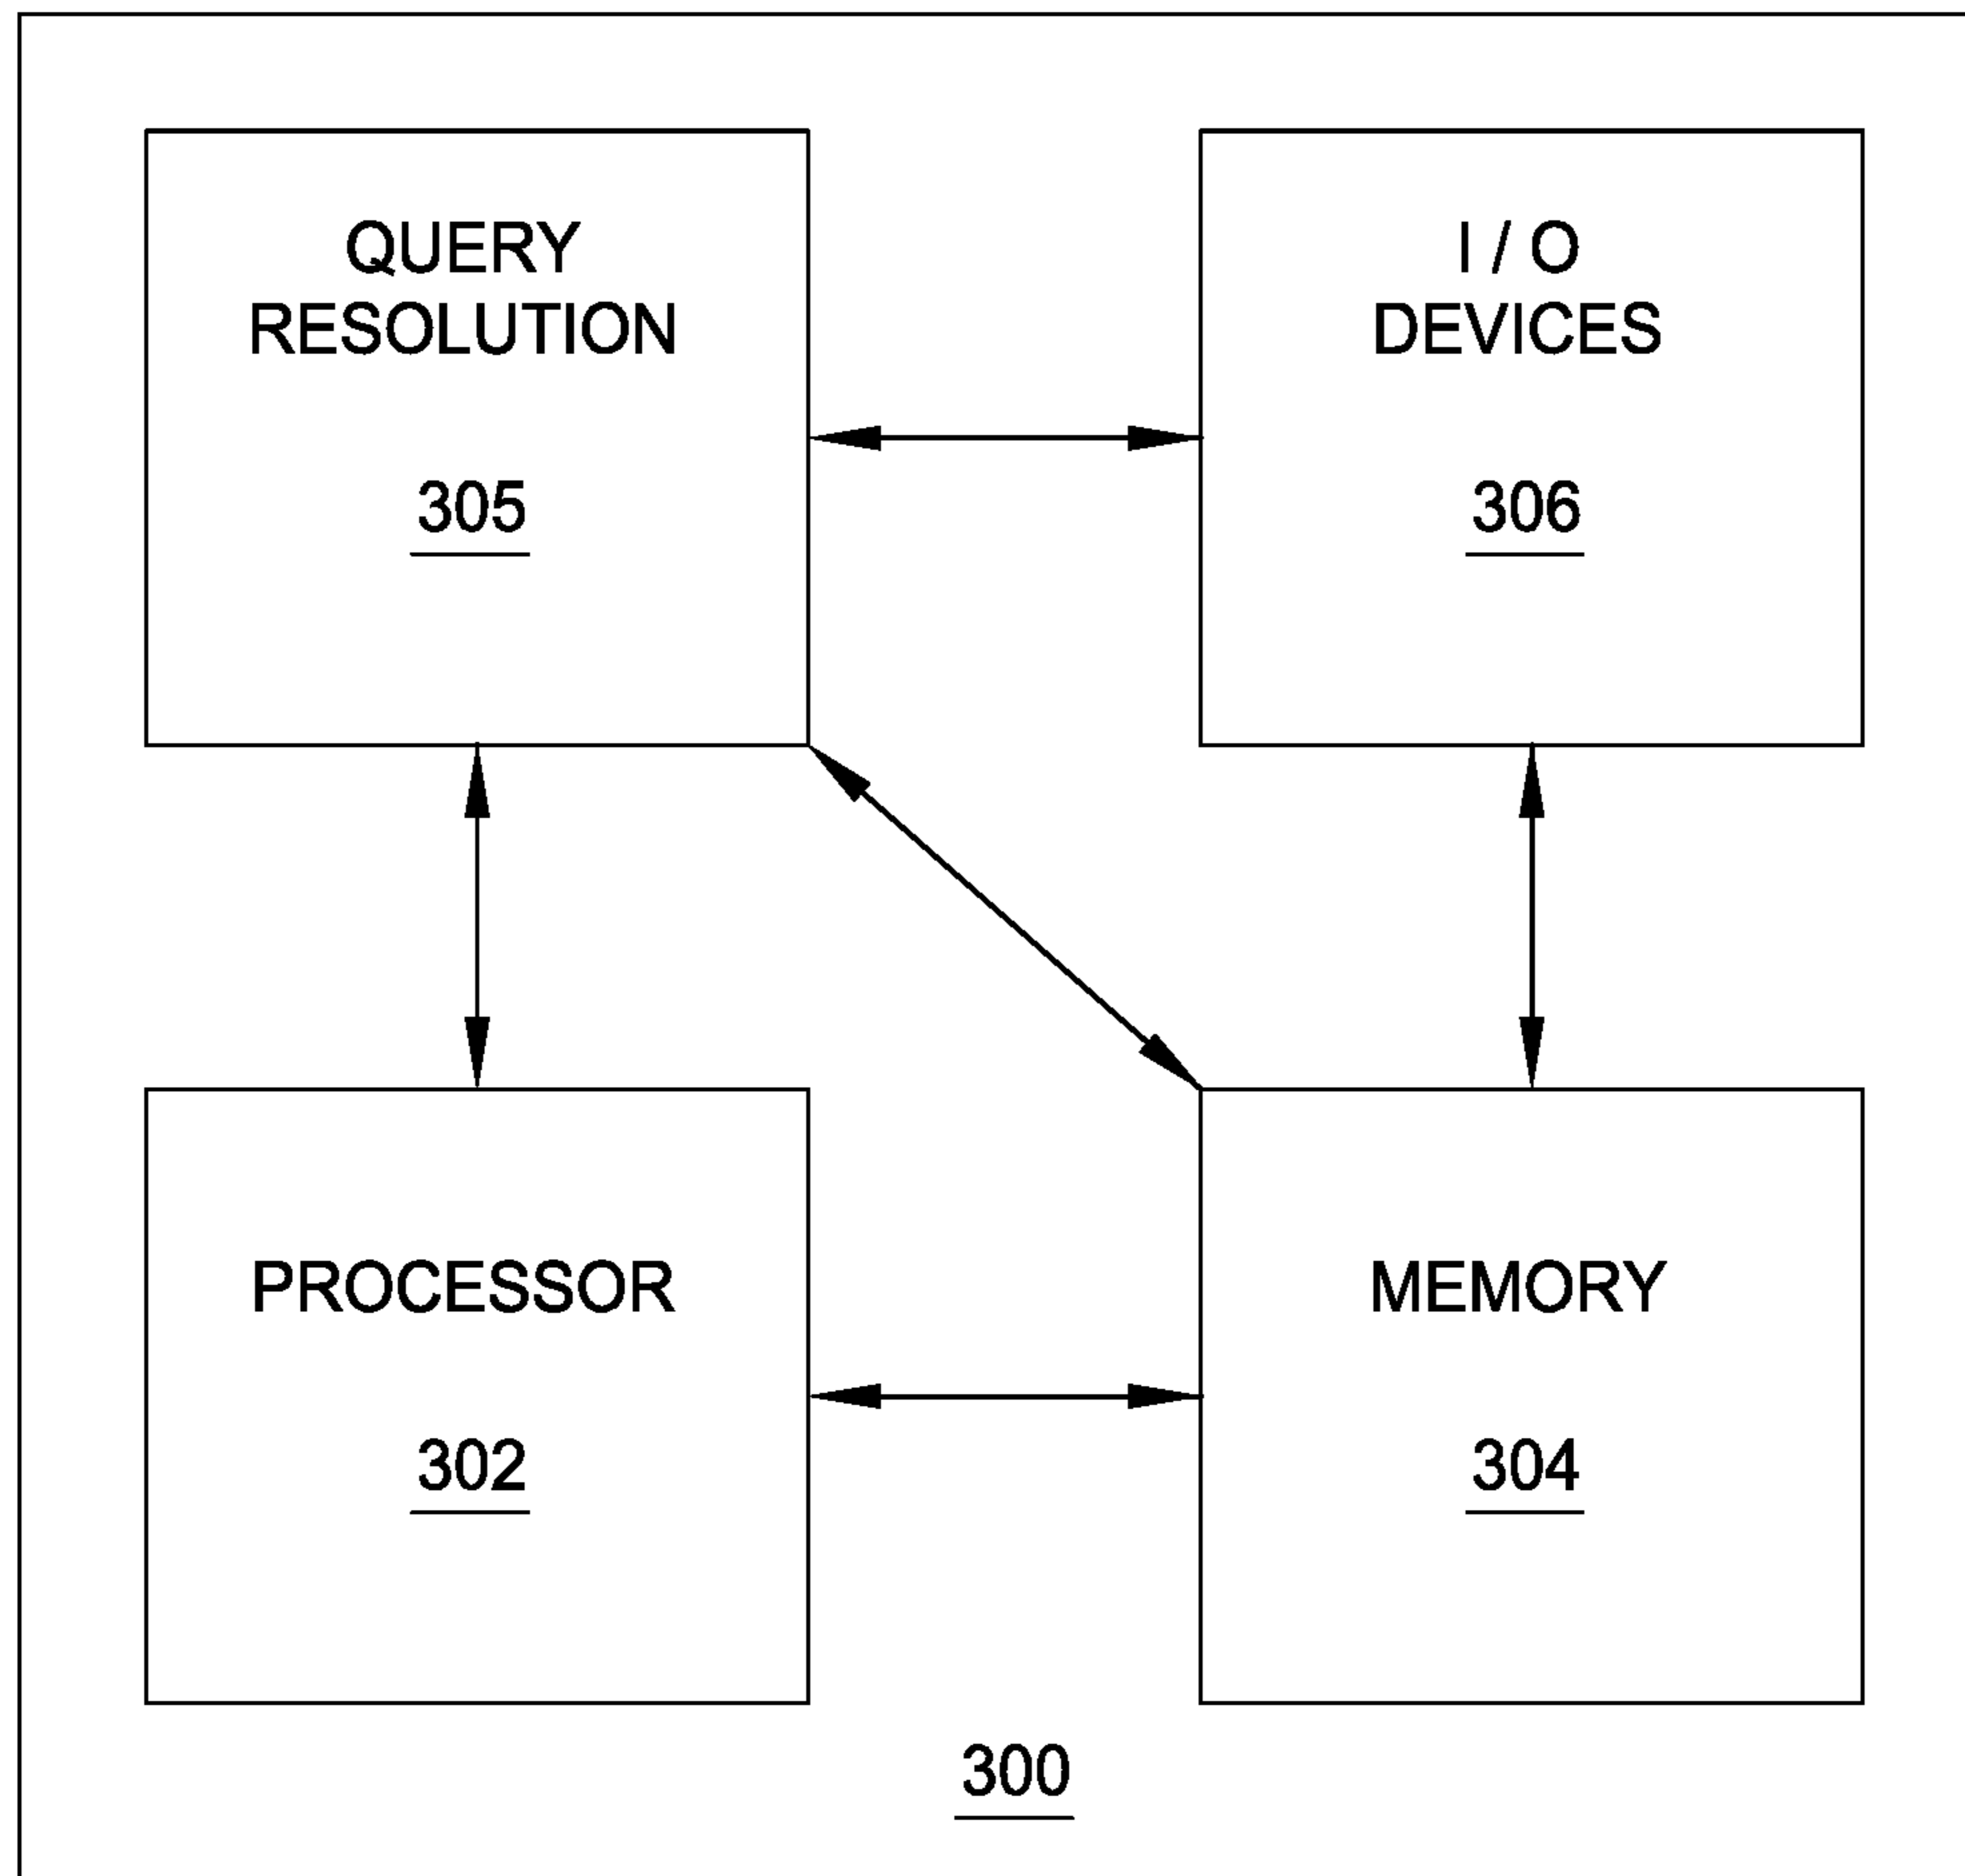 QUERY
RESOLUTION
305
I / O
DEVICES
306
PROCESSOR
302
MEMORY
304
300